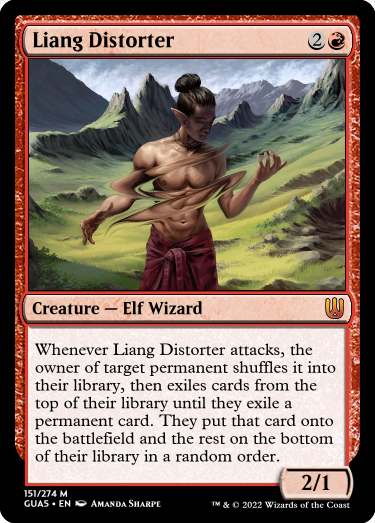 Liang Distorter 2
Creature — Elf Wizard
Whenever Liang Distorter attacks, the
owner of target permanent shuffles it into
their library, then exiles cards from the
top of their library until they exile a
permanent card. They put that card onto
the battlefield and the rest on the bottom
of their library in a random order.
2/1
151/274 M
GUA5 • EN Amanda Sharpe ™ & © 2022 Wizards of the Coast